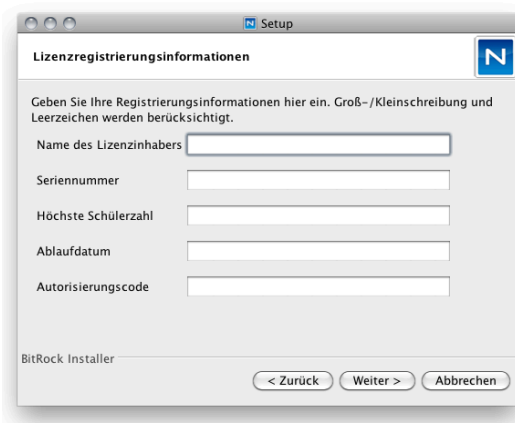 Setup
Lizenzregistrierungsinformationen
N
Geben Sie Ihre Registrierungsinformationen hier ein. Groß-/Kleinschreibung und
Leerzeichen werden berücksichtigt.
Name des Lizenzinhabers
Seriennummer
Höchste Schülerzahl
Ablaufdatum
Autorisierungscode
BitRock Installer
< Zurück Weiter > Abbrechen